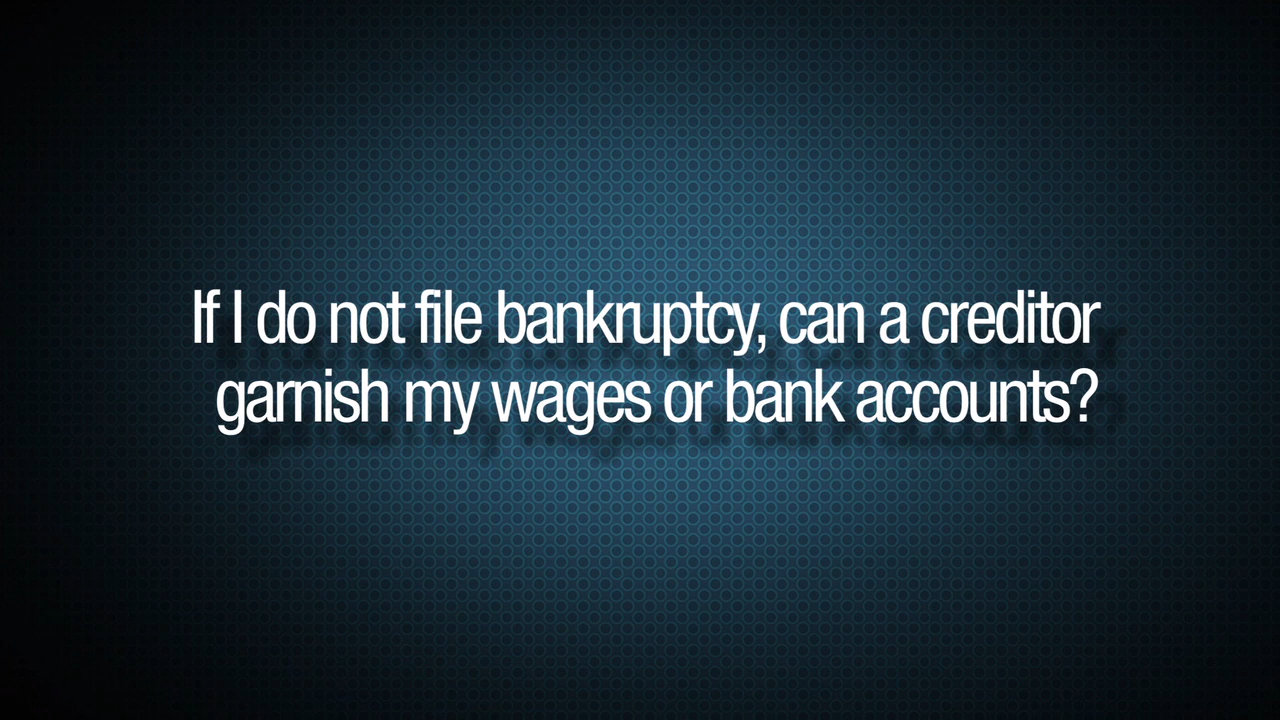 If I do not file bankruptcy, can a creditor
garnish my wages or bank accounts?